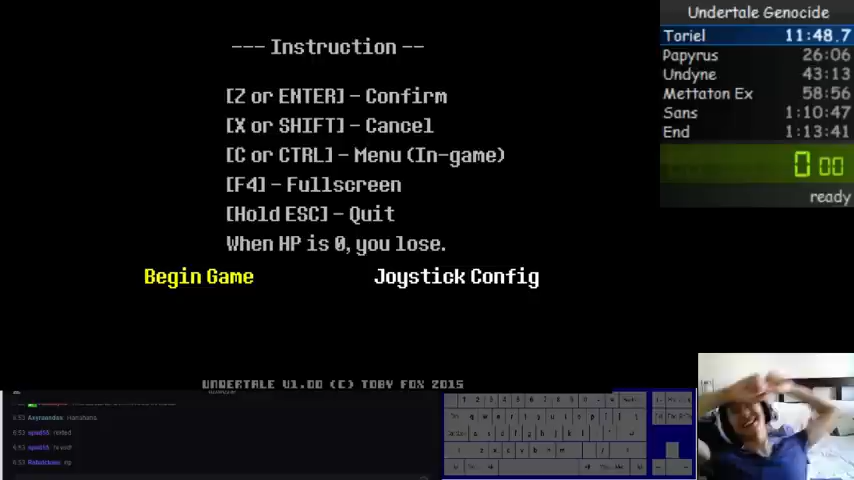 --- Instruction --
[Z or ENTER] - Confirm
[X or SHIFT] - Cancel
[C or CTRL] - Menu (In-game)
[F4] - Fullscreen
[Hold ESC] - Quit
When HP is 0, you lose.
Begin Game
Joystick Config
UNDERTALE V1.00 (C) TOBY FOX 2015
Undertale Genocide
Toriel 11:48.7
Papyrus 26:06
Undyne 43:13
Mettaton Ex 58:56
Sans 1:10:47
End 1:13:41
0 00
ready